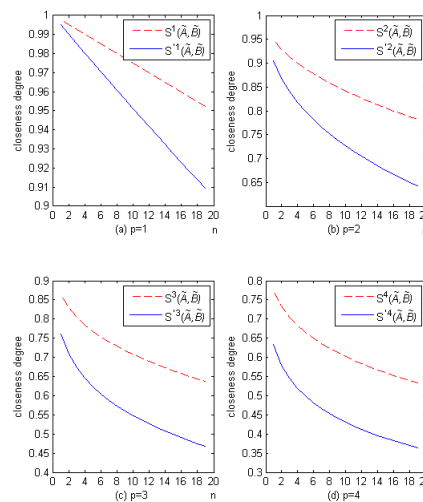 1
0.99
0.98
0.97
0.96
0.95
0.94
0.93
0.92
0.91
0.9
closeness degree
0 2 4 6 8 10 12 14 16 18 20
(a) p=1 n
S¹(Ã,B̃)
S'¹(Ã,B̃)
1
0.95
0.9
0.85
0.8
0.75
0.7
0.65
closeness degree
0 2 4 6 8 10 12 14 16 18
(b) p=2
S²(Ã,B̃)
S'²(Ã,B̃)
0.9
0.85
0.8
0.75
0.7
0.65
0.6
0.55
0.5
0.45
0.4
closeness degree
0 2 4 6 8 10 12 14 16 18 20
(c) p=3 n
S³(Ã,B̃)
S'³(Ã,B̃)
0.8
0.75
0.7
0.65
0.6
0.55
0.5
0.45
0.4
0.35
0.3
closeness degree
0 2 4 6 8 10 12 14 16 18
(d) p=4
S⁴(Ã,B̃)
S'⁴(Ã,B̃)